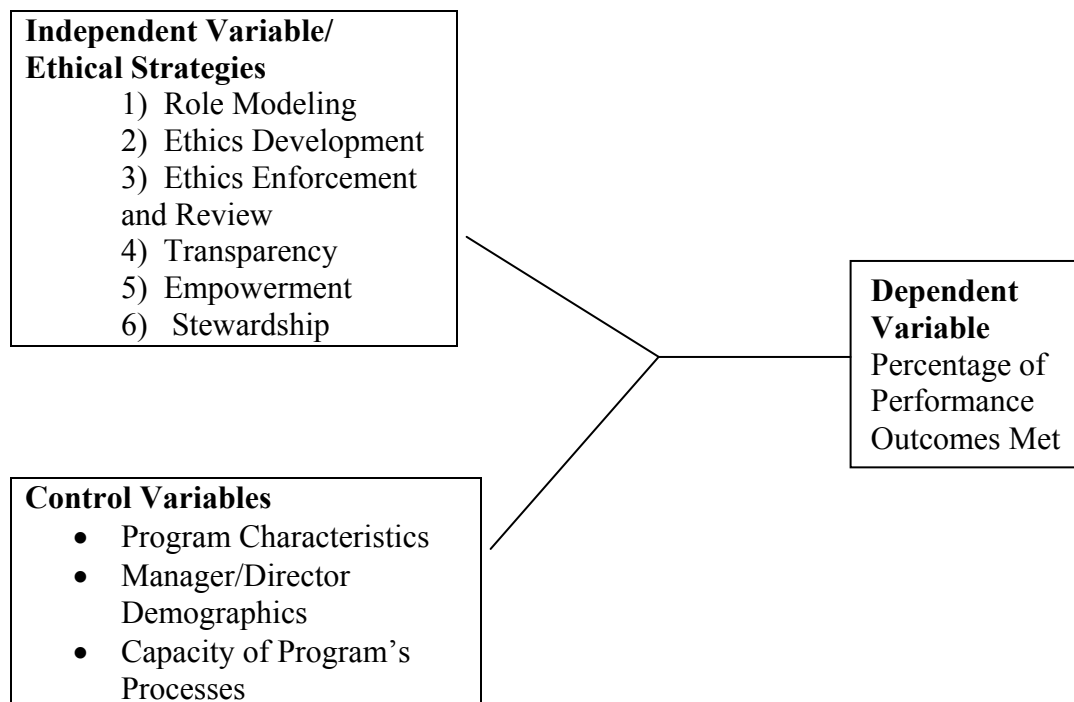 Independent Variable/
Ethical Strategies
1) Role Modeling
2) Ethics Development
3) Ethics Enforcement
and Review
4) Transparency
5) Empowerment
6) Stewardship
Dependent
Variable
Percentage of
Performance
Outcomes Met
Control Variables
• Program Characteristics
• Manager/Director
Demographics
• Capacity of Program’s
Processes